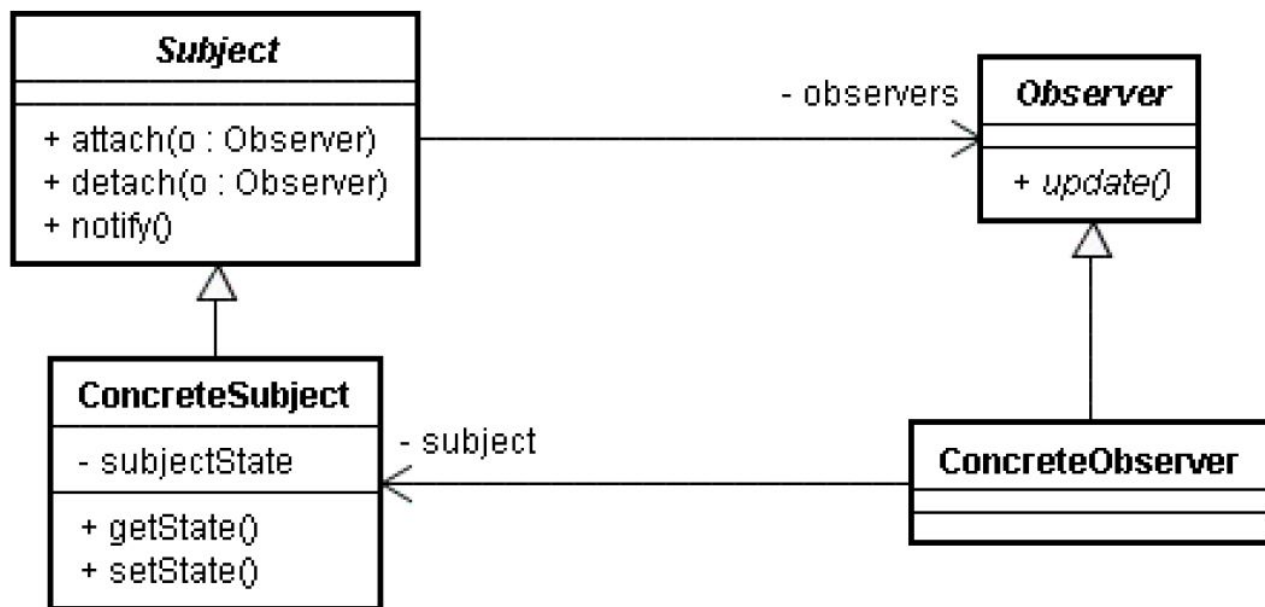 Subject
+ attach(o : Observer)
+ detach(o : Observer)
+ notify()
- observers
Observer
+ update()
ConcreteSubject
- subjectState
+ getState()
+ setState()
- subject
ConcreteObserver